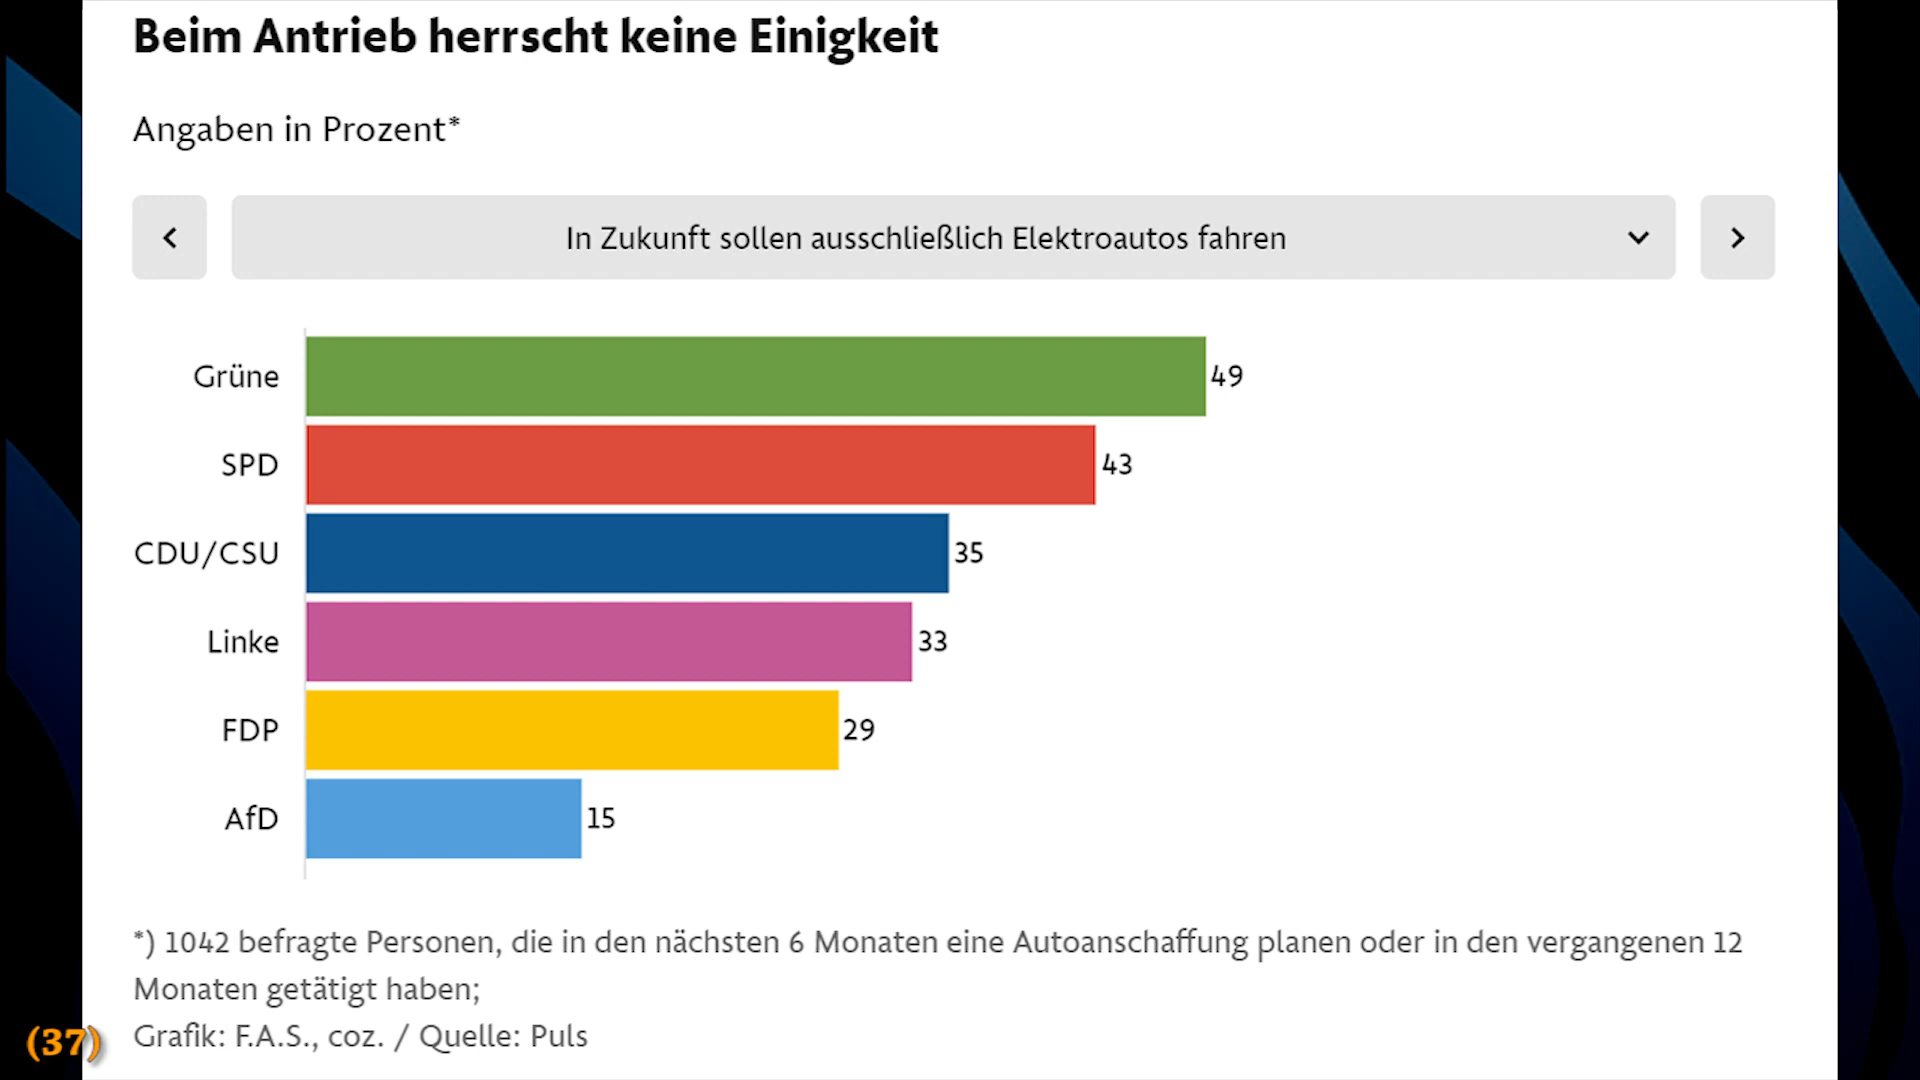 Beim Antrieb herrscht keine Einigkeit
Angaben in Prozent*
In Zukunft sollen ausschließlich Elektroautos fahren
Grüne 49
SPD 43
CDU/CSU 35
Linke 33
FDP 29
AfD 15
*) 1042 befragte Personen, die in den nächsten 6 Monaten eine Autoanschaffung planen oder in den vergangenen 12
Monaten getätigt haben;
Grafik: F.A.S., coz. / Quelle: Puls
(37)